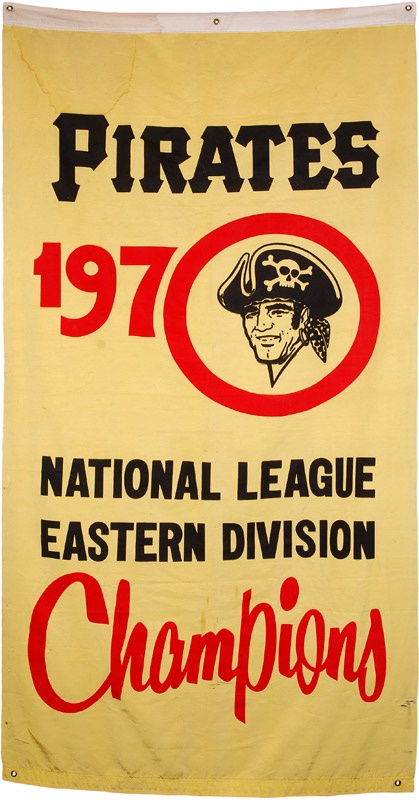 PIRATES
1970
NATIONAL LEAGUE
EASTERN DIVISION
Champions